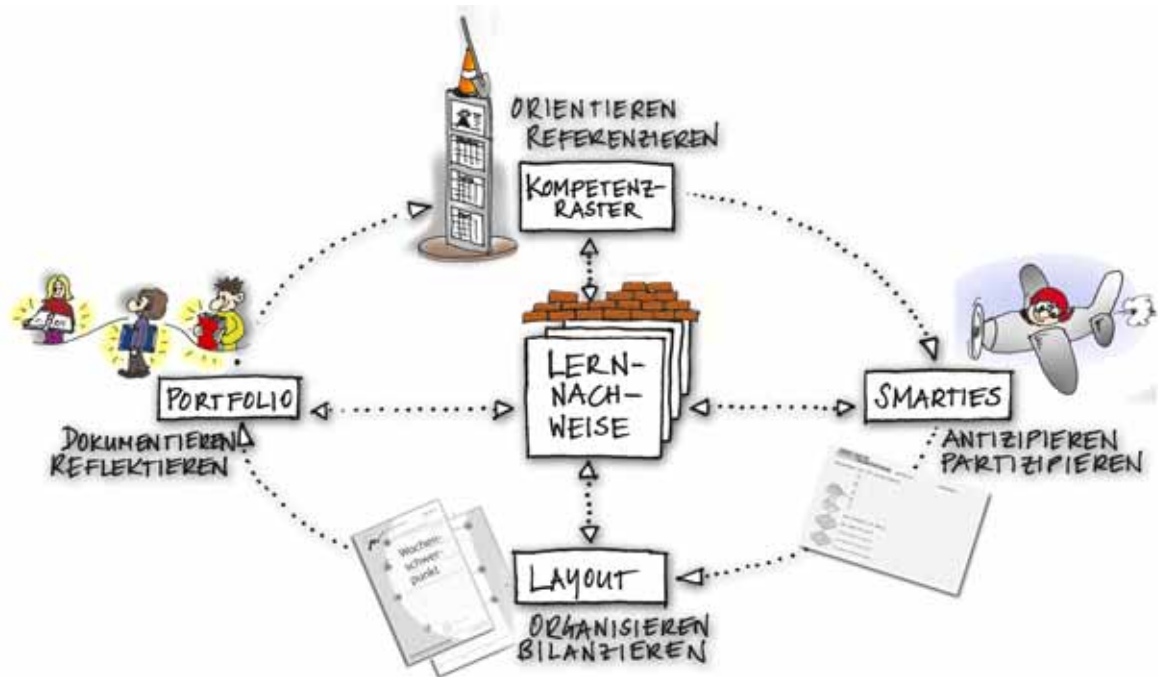 ORIENTIEREN
REFERENZIEREN
KOMPETENZ-
RASTER
LERN-
NACH-
WEISE
PORTFOLIO
DOKUMENTIEREN
REFLEKTIEREN
SMARTIES
ANTIZIPIEREN
PARTIZIPIEREN
Wochen-
schwer-
punkt
LAYOUT
ORGANISIEREN
BILANZIEREN